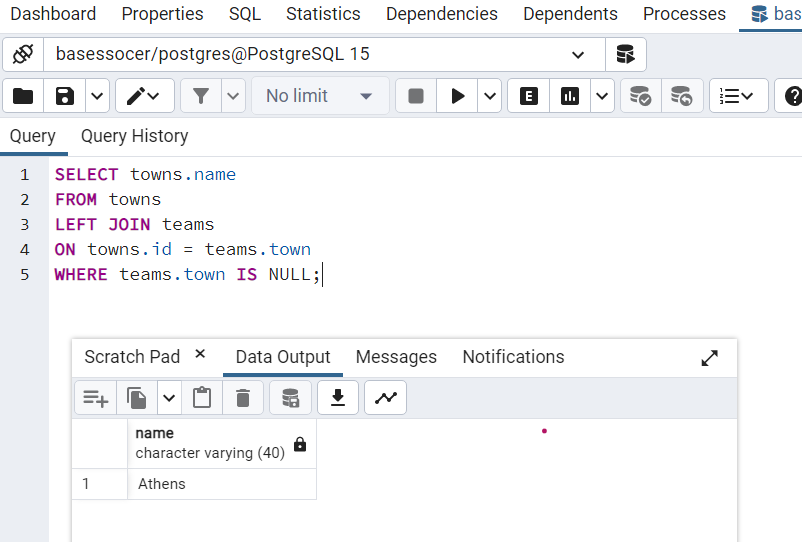 Dashboard Properties SQL Statistics Dependencies Dependents Processes bas
basessocer/postgres@PostgreSQL 15
No limit E
Query Query History
1 SELECT towns.name
2 FROM towns
3 LEFT JOIN teams
4 ON towns.id = teams.town
5 WHERE teams.town IS NULL;
Scratch Pad Data Output Messages Notifications
name
character varying (40)
1 Athens